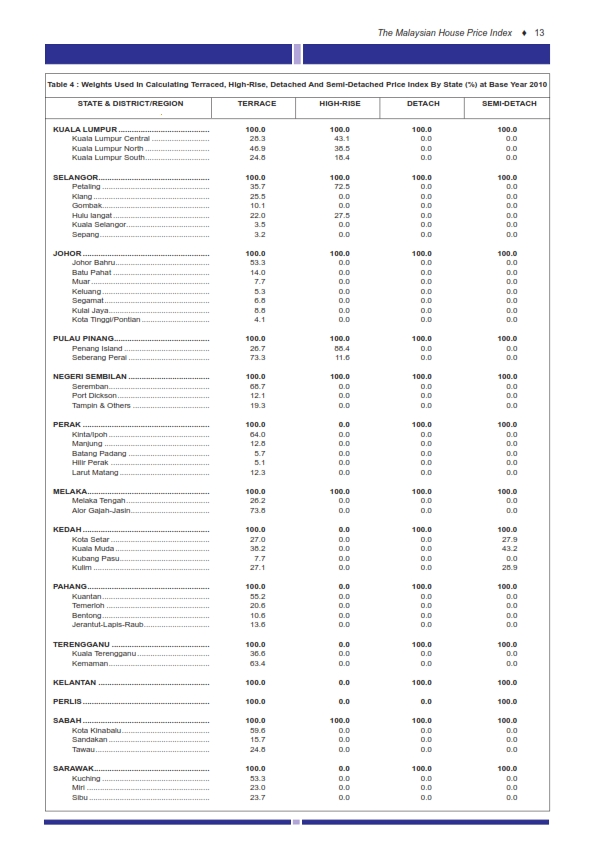 The Malaysian House Price Index ♦ 13
Table 4 : Weights Used In Calculating Terraced, High-Rise, Detached And Semi-Detached Price Index By State (%) at Base Year 2010
STATE & DISTRICT/REGION TERRACE HIGH-RISE DETACH SEMI-DETACH
KUALA LUMPUR 100.0 100.0 100.0 100.0
Kuala Lumpur Central 28.3 43.1 0.0 0.0
Kuala Lumpur North 46.9 38.5 0.0 0.0
Kuala Lumpur South 24.8 18.4 0.0 0.0
SELANGOR 100.0 100.0 100.0 100.0
Petaling 35.7 72.5 0.0 0.0
Klang 25.5 0.0 0.0 0.0
Gombak 10.1 0.0 0.0 0.0
Hulu langat 22.0 27.5 0.0 0.0
Kuala Selangor 3.5 0.0 0.0 0.0
Sepang 3.2 0.0 0.0 0.0
JOHOR 100.0 100.0 100.0 100.0
Johor Bahru 53.3 0.0 0.0 0.0
Batu Pahat 14.0 0.0 0.0 0.0
Muar 7.7 0.0 0.0 0.0
Keluang 5.3 0.0 0.0 0.0
Segamat 6.8 0.0 0.0 0.0
Kulai Jaya 8.8 0.0 0.0 0.0
Kota Tinggi/Pontian 4.1 0.0 0.0 0.0
PULAU PINANG 100.0 100.0 100.0 100.0
Penang Island 26.7 88.4 0.0 0.0
Seberang Perai 73.3 11.6 0.0 0.0
NEGERI SEMBILAN 100.0 100.0 100.0 100.0
Seremban 68.7 0.0 0.0 0.0
Port Dickson 12.1 0.0 0.0 0.0
Tampin & Others 19.3 0.0 0.0 0.0
PERAK 100.0 0.0 100.0 100.0
Kinta/Ipoh 64.0 0.0 0.0 0.0
Manjung 12.8 0.0 0.0 0.0
Batang Padang 5.7 0.0 0.0 0.0
Hilir Perak 5.1 0.0 0.0 0.0
Larut Matang 12.3 0.0 0.0 0.0
MELAKA 100.0 100.0 100.0 100.0
Melaka Tengah 26.2 0.0 0.0 0.0
Alor Gajah-Jasin 73.8 0.0 0.0 0.0
KEDAH 100.0 0.0 100.0 100.0
Kota Setar 27.0 0.0 0.0 27.9
Kuala Muda 38.2 0.0 0.0 43.2
Kubang Pasu 7.7 0.0 0.0 0.0
Kulim 27.1 0.0 0.0 28.9
PAHANG 100.0 0.0 100.0 100.0
Kuantan 55.2 0.0 0.0 0.0
Temerloh 20.6 0.0 0.0 0.0
Bentong 10.6 0.0 0.0 0.0
Jerantut-Lapis-Raub 13.6 0.0 0.0 0.0
TERENGGANU 100.0 0.0 100.0 100.0
Kuala Terengganu 36.6 0.0 0.0 0.0
Kemaman 63.4 0.0 0.0 0.0
KELANTAN 100.0 0.0 100.0 100.0
PERLIS 100.0 0.0 0.0 100.0
SABAH 100.0 100.0 100.0 100.0
Kota Kinabalu 59.6 0.0 0.0 0.0
Sandakan 15.7 0.0 0.0 0.0
Tawau 24.8 0.0 0.0 0.0
SARAWAK 100.0 0.0 100.0 100.0
Kuching 53.3 0.0 0.0 0.0
Miri 23.0 0.0 0.0 0.0
Sibu 23.7 0.0 0.0 0.0